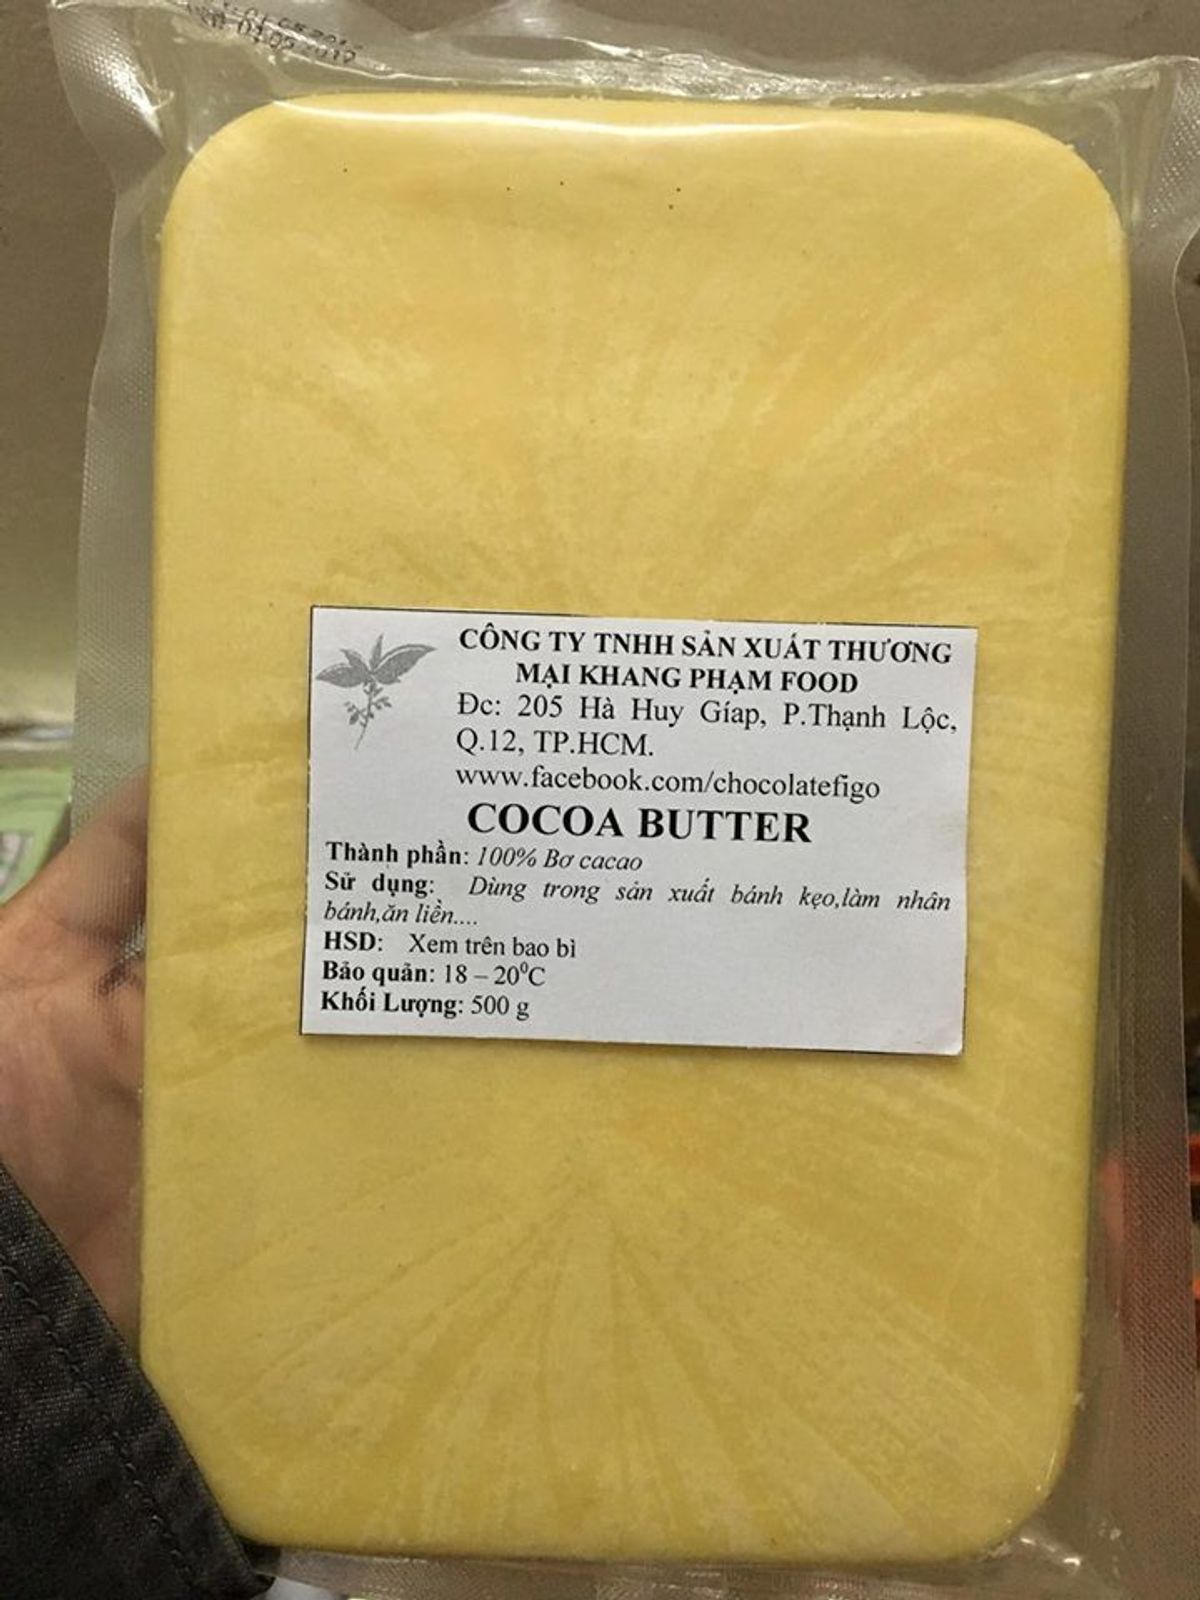 CÔNG TY TNHH SẢN XUẤT THƯƠNG
MẠI KHANG PHẠM FOOD
Đc: 205 Hà Huy Gíap, P.Thạnh Lộc,
Q.12, TP.HCM.
www.facebook.com/chocolatefigo
COCOA BUTTER
Thành phần: 100% Bơ cacao
Sử dụng: Dùng trong sản xuất bánh kẹo,làm nhân
bánh,ăn liền....
HSD: Xem trên bao bì
Bảo quản: 18 – 20⁰C
Khối Lượng: 500 g